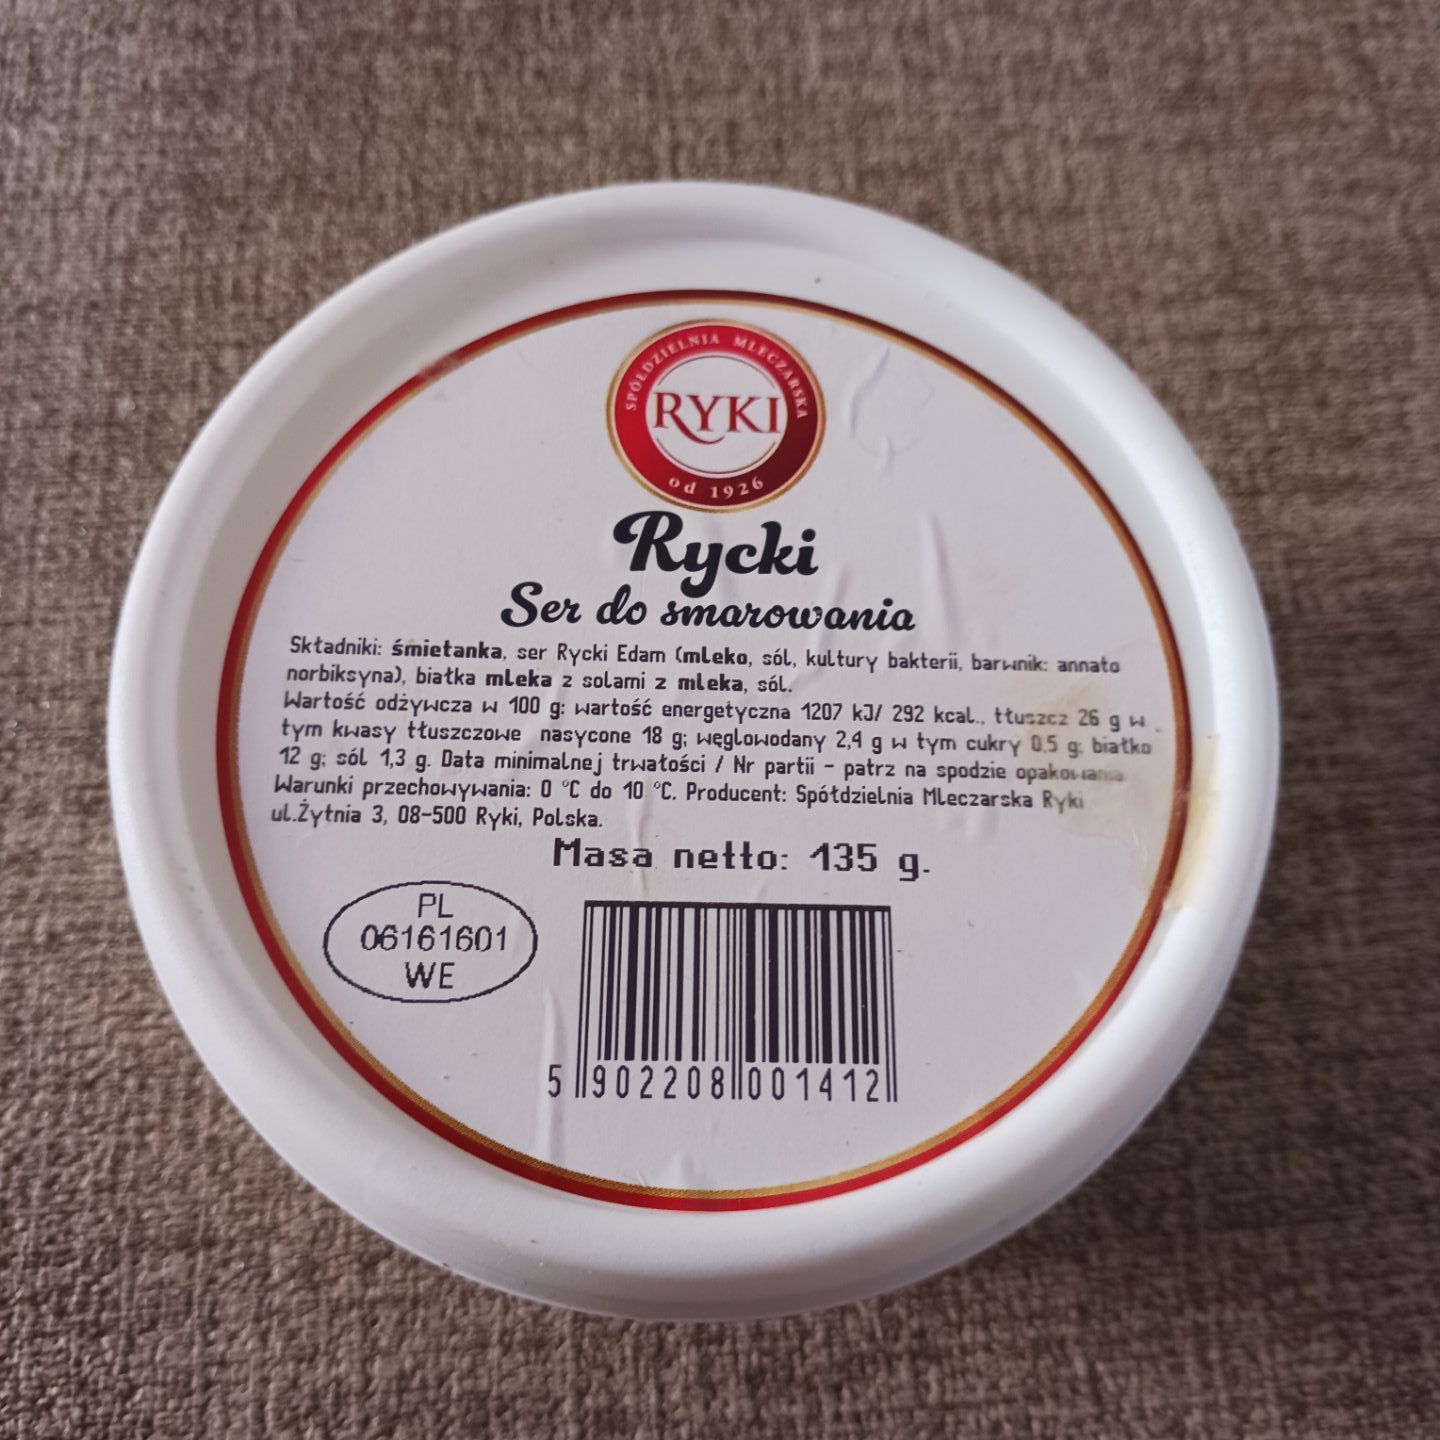 SPÓŁDZIELNIA MLECZARSKA
RYKI
od 1926
Rycki
Ser do smarowania
Składniki: śmietanka, ser Rycki Edam (mleko, sól, kultury bakterii, barwnik: annato
norbiksyna), białka mleka z solami z mleka, sól.
Wartość odżywcza w 100 g: wartość energetyczna 1207 kJ/ 292 kcal., tłuszcz 26 g w
tym kwasy tłuszczowe nasycone 18 g; węglowodany 2,4 g w tym cukry 0,5 g; białko
12 g; sól 1,3 g. Data minimalnej trwałości / Nr partii - patrz na spodzie opakowania
Warunki przechowywania: 0 °C do 10 °C. Producent: Spółdzielnia Mleczarska Ryki
ul.Żytnia 3, 08-500 Ryki, Polska.
Masa netto: 135 g.
PL
06161601
WE
5 902208 001412